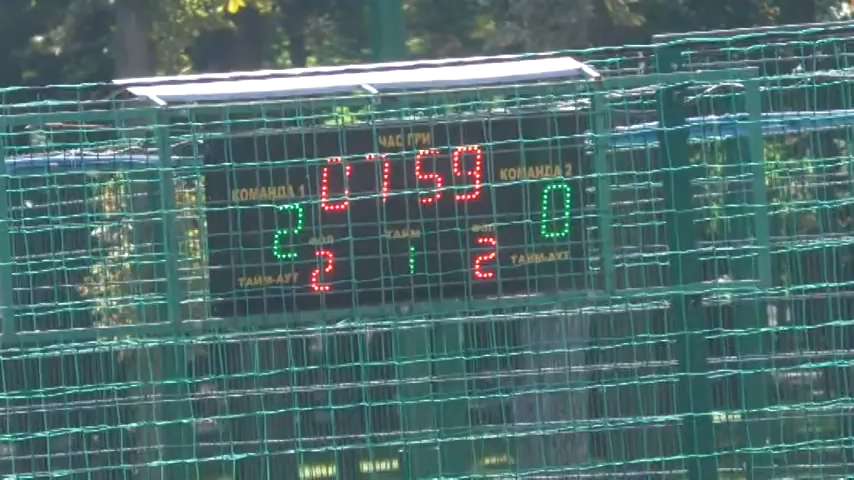 ЧАС ГРИ
07 59
КОМАНДА 1
КОМАНДА 2
2
0
ФОЛ
ТАЙМ
ФОЛ
2
1
2
ТАЙМ-АУТ
ТАЙМ-АУТ